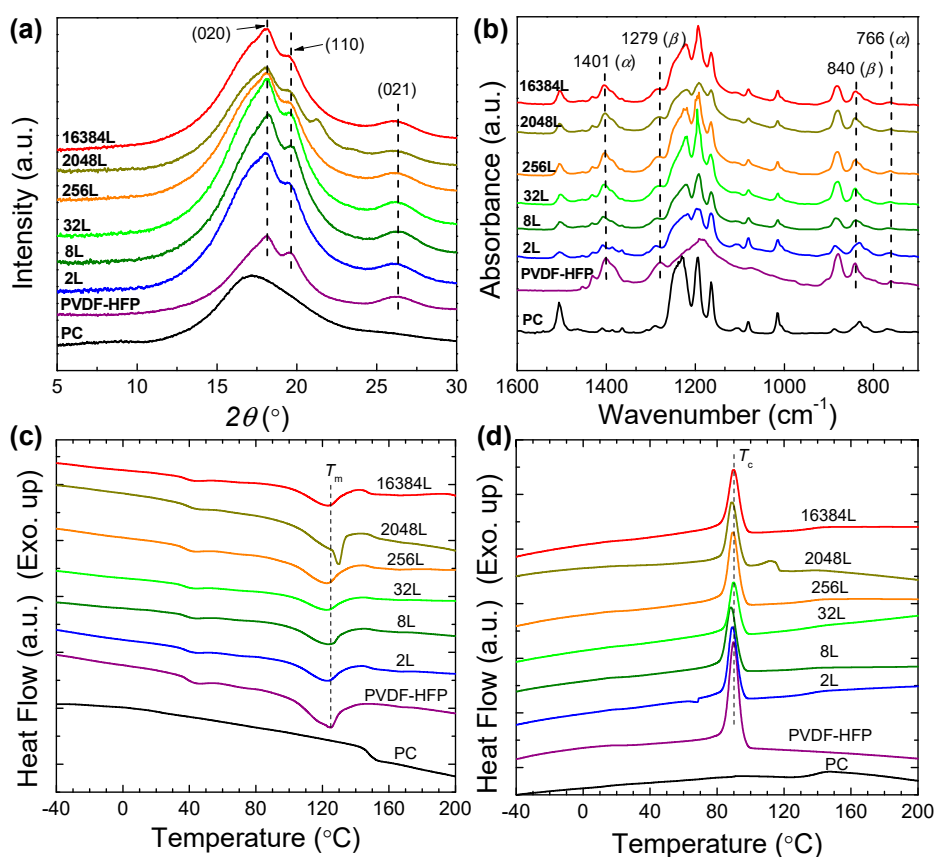 (a)
(020)
(110)
(021)
16384L
2048L
256L
32L
8L
2L
PVDF-HFP
PC
Intensity (a.u.)
5 10 15 20 25 30
2θ (°)
(b)
1401 (α)
1279 (β)
840 (β)
766 (α)
16384L
2048L
256L
32L
8L
2L
PVDF-HFP
PC
Absorbance (a.u.)
1600 1400 1200 1000 800
Wavenumber (cm⁻¹)
(c)
Tm
16384L
2048L
256L
32L
8L
2L
PVDF-HFP
PC
Heat Flow (a.u.) (Exo. up)
-40 0 40 80 120 160 200
Temperature (°C)
(d)
Tc
16384L
2048L
256L
32L
8L
2L
PVDF-HFP
PC
Heat Flow (a.u.) (Exo. up)
-40 0 40 80 120 160 200
Temperature (°C)